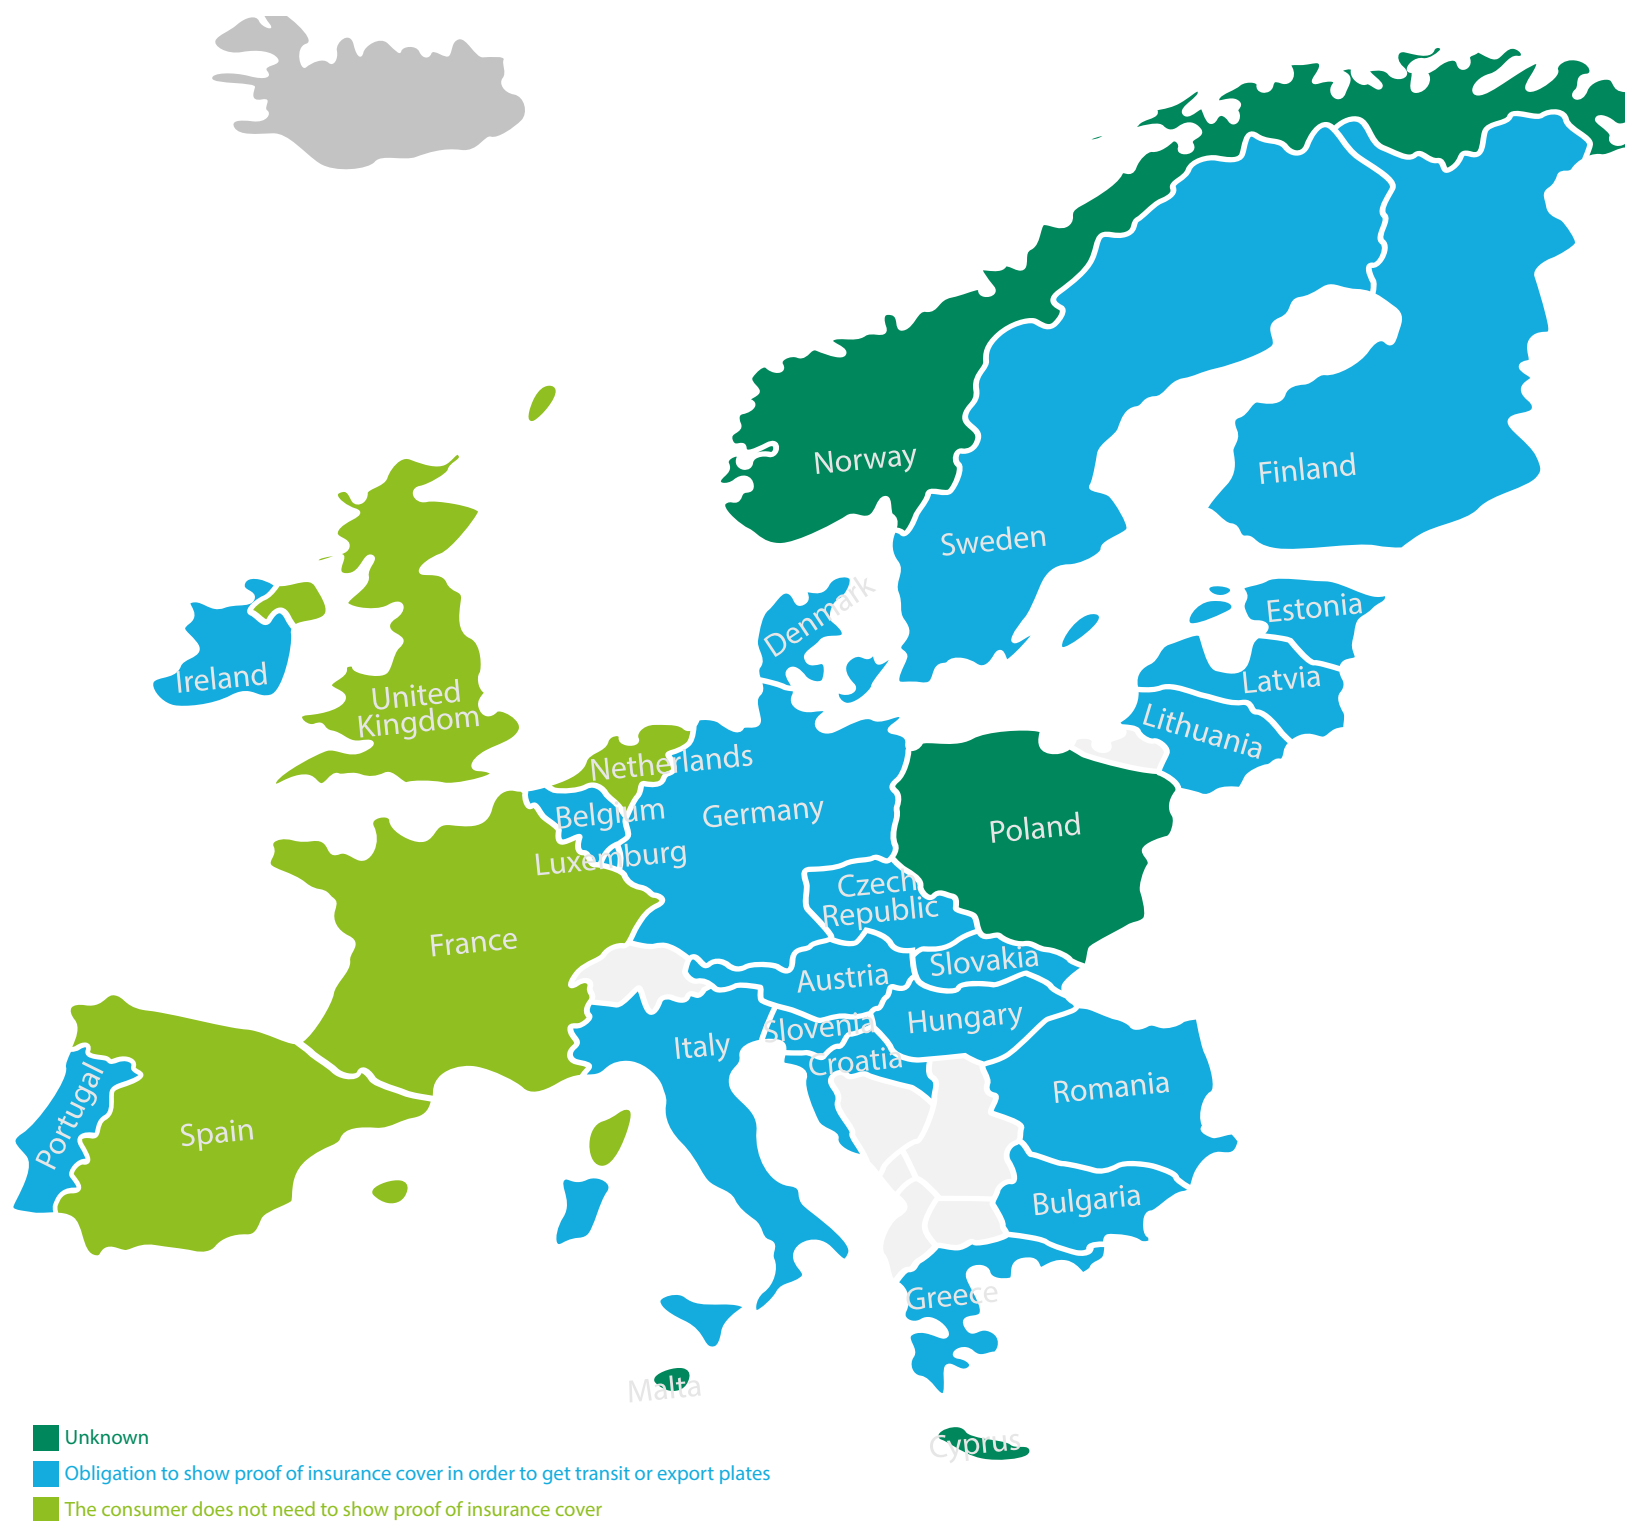 Norway
Finland
Sweden
Denmark
Estonia
Ireland
Latvia
United
Kingdom
Lithuania
Netherlands
Belgium
Germany
Poland
Luxemburg
Czech
Republic
France
Slovakia
Austria
Hungary
Slovenia
Italy
Croatia
Romania
Portugal
Spain
Bulgaria
Greece
Malta
Cyprus
Unknown
Obligation to show proof of insurance cover in order to get transit or export plates
The consumer does not need to show proof of insurance cover